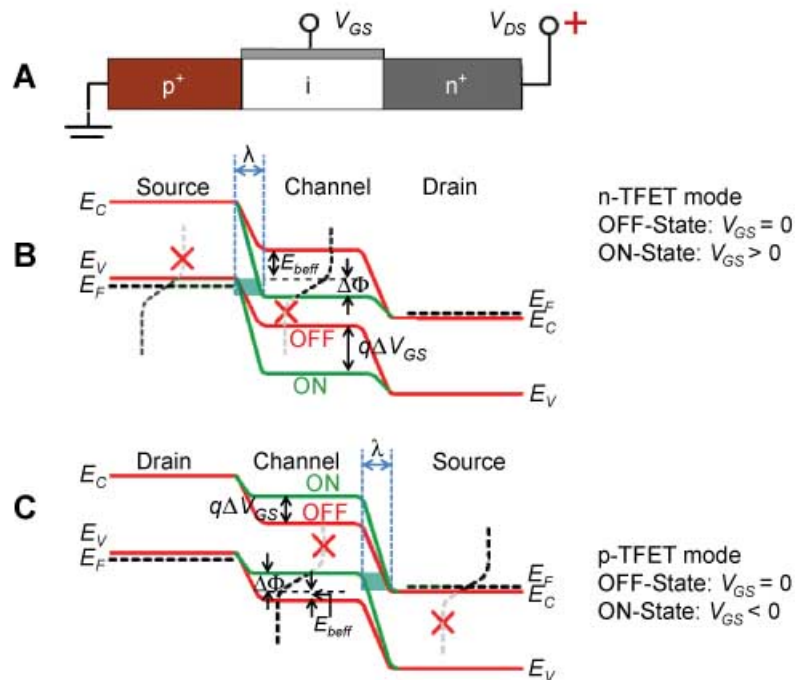 V_GS
V_DS
+
A
p⁺
i
n⁺
λ
Source
Channel
Drain
n-TFET mode
OFF-State: V_GS = 0
ON-State: V_GS > 0
E_C
B
E_V
E_F
E_beff
ΔΦ
OFF
qΔV_GS
ON
E_F
E_C
E_V
λ
Drain
Channel
Source
E_C
ON
C
qΔV_GS
OFF
E_V
E_F
ΔΦ
E_beff
p-TFET mode
OFF-State: V_GS = 0
ON-State: V_GS < 0
E_F
E_C
E_V